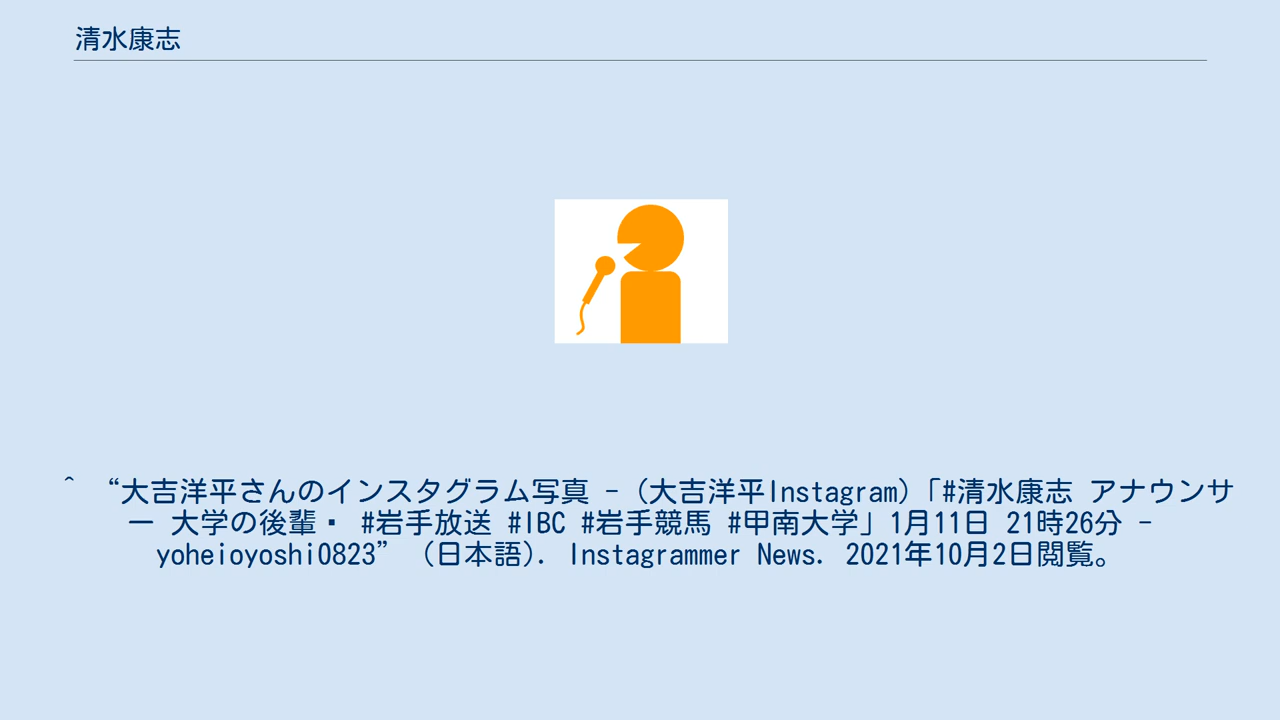 清水康志
^ “大吉洋平さんのインスタグラム写真 - (大吉洋平Instagram)「#清水康志 アナウンサ
ー 大学の後輩・ #岩手放送 #IBC #岩手競馬 #甲南大学」1月11日 21時26分 -
yoheioyoshi0823” (日本語). Instagrammer News. 2021年10月2日閲覧。